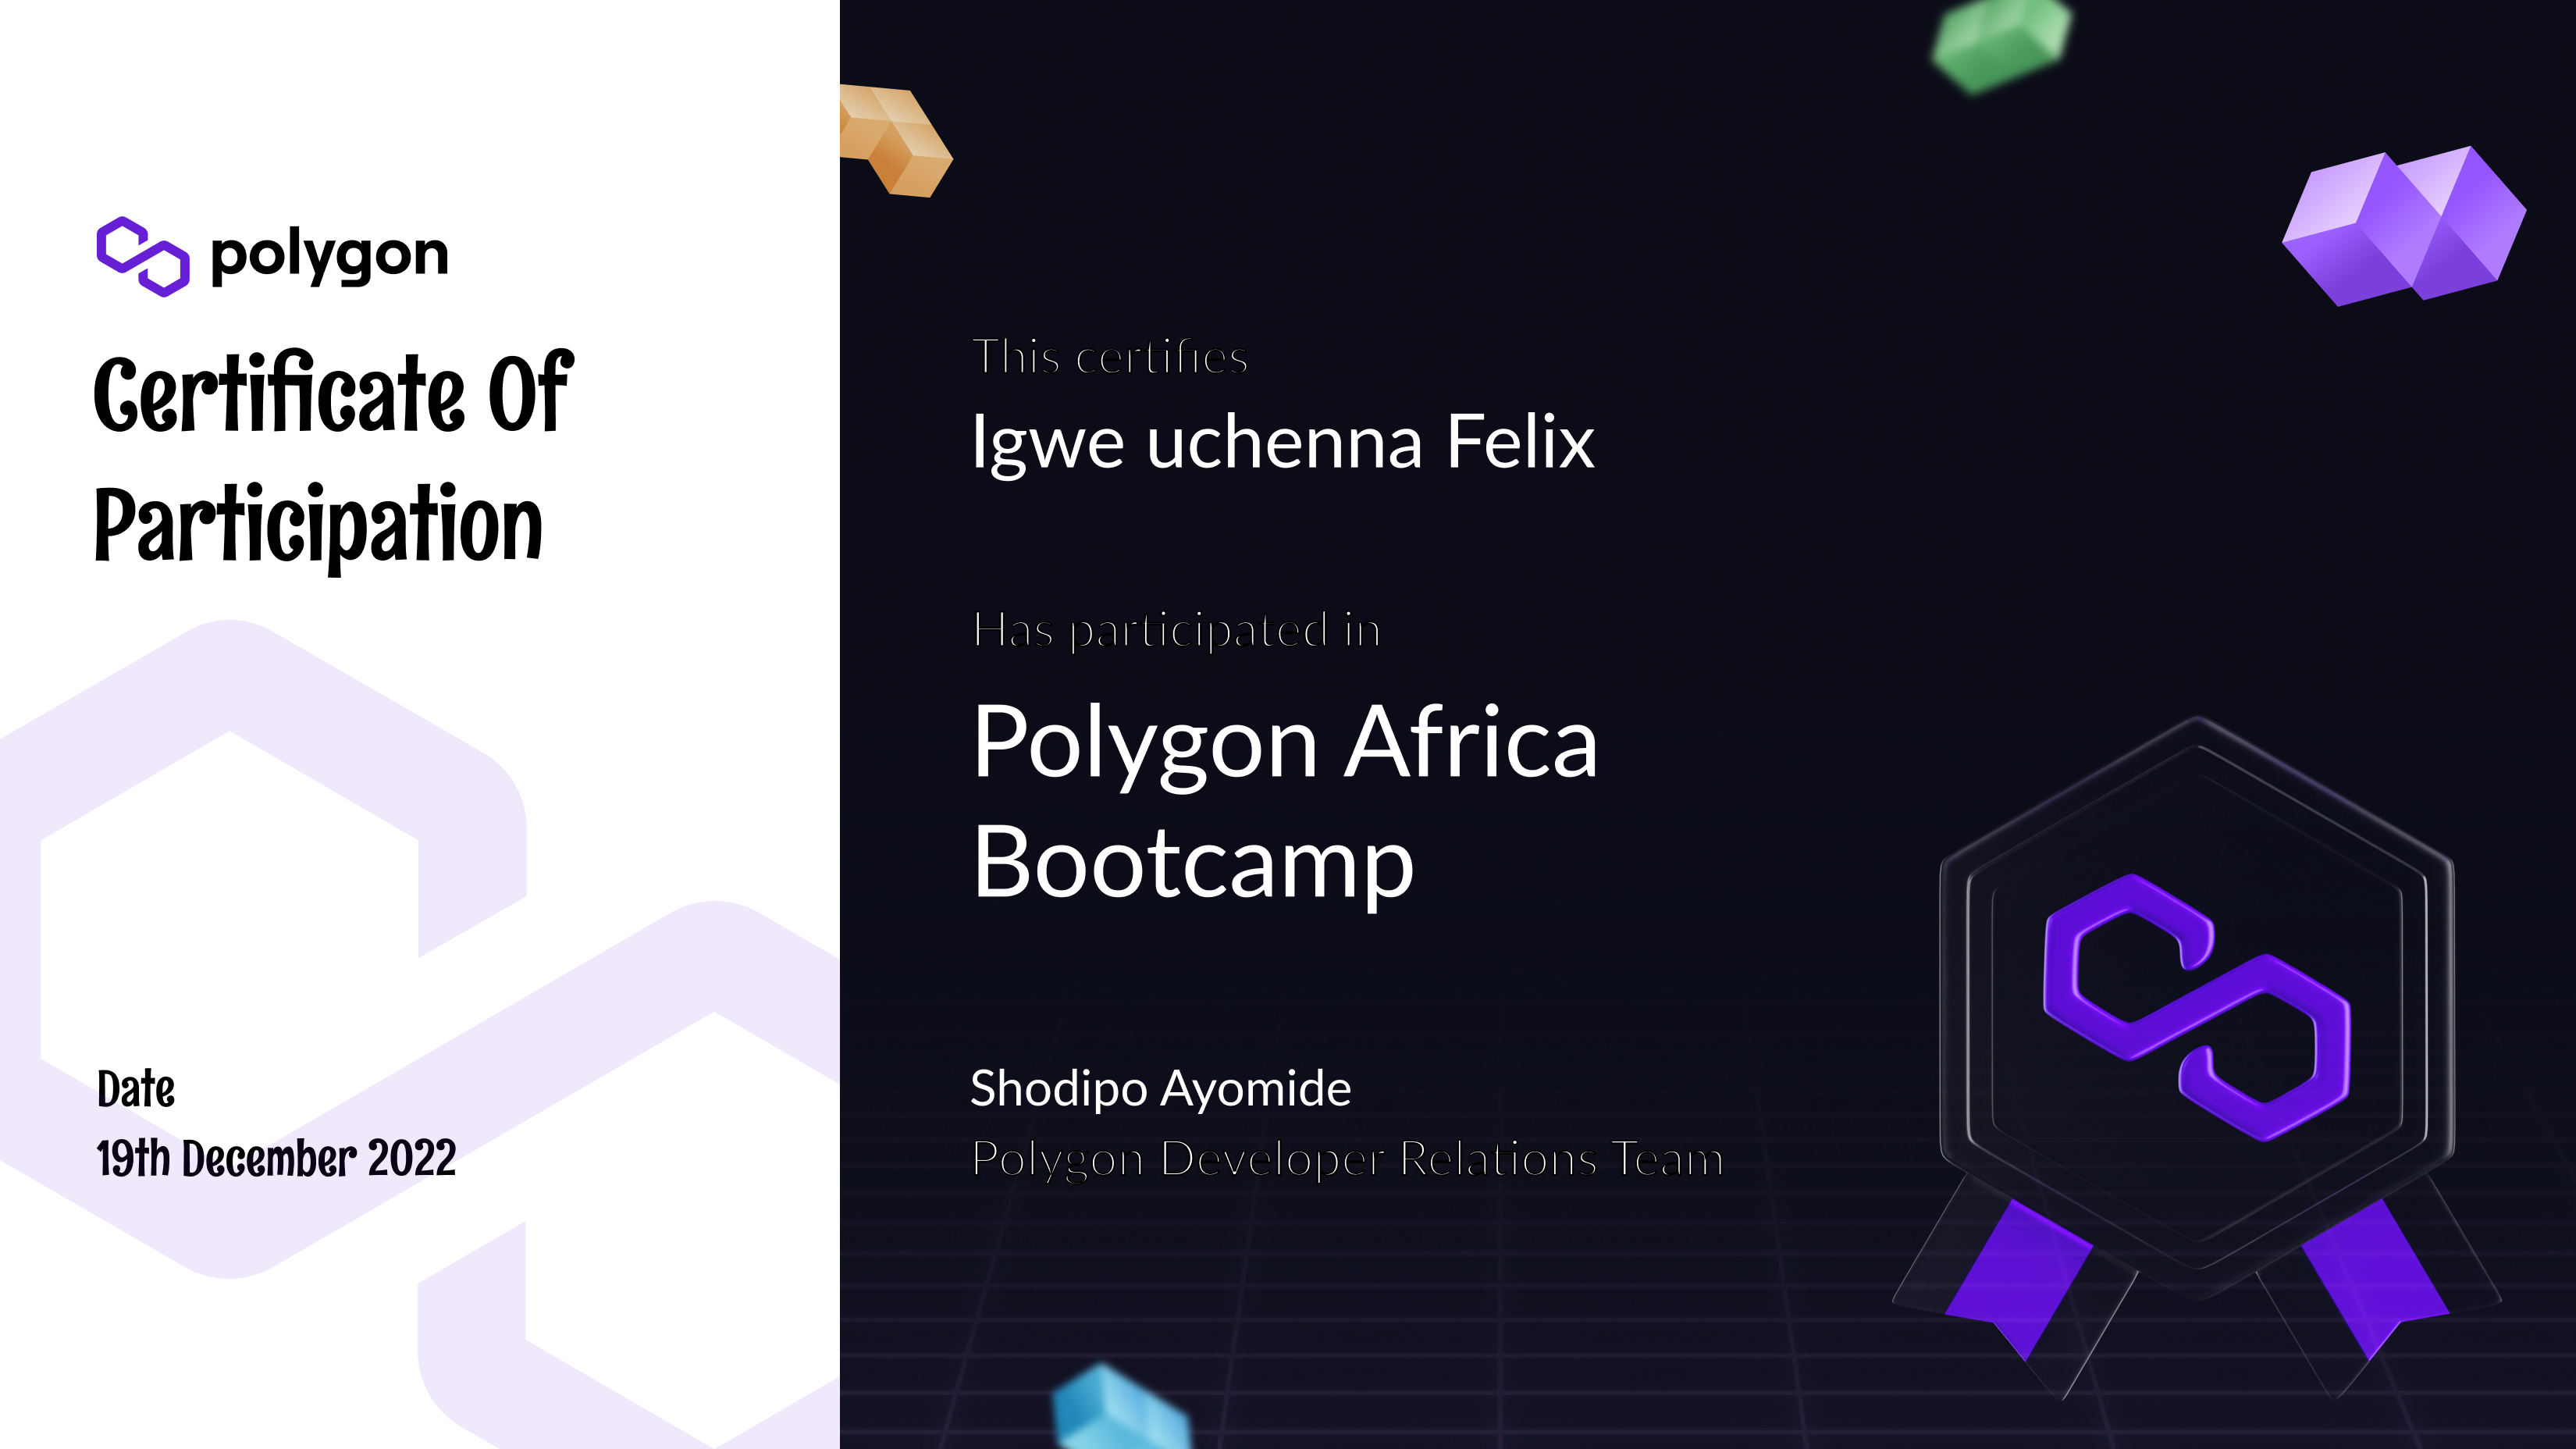 polygon
Certificate Of
Participation
Date
19th December 2022
This certifies
Igwe uchenna Felix
Has participated in
Polygon Africa
Bootcamp
Shodipo Ayomide
Polygon Developer Relations Team